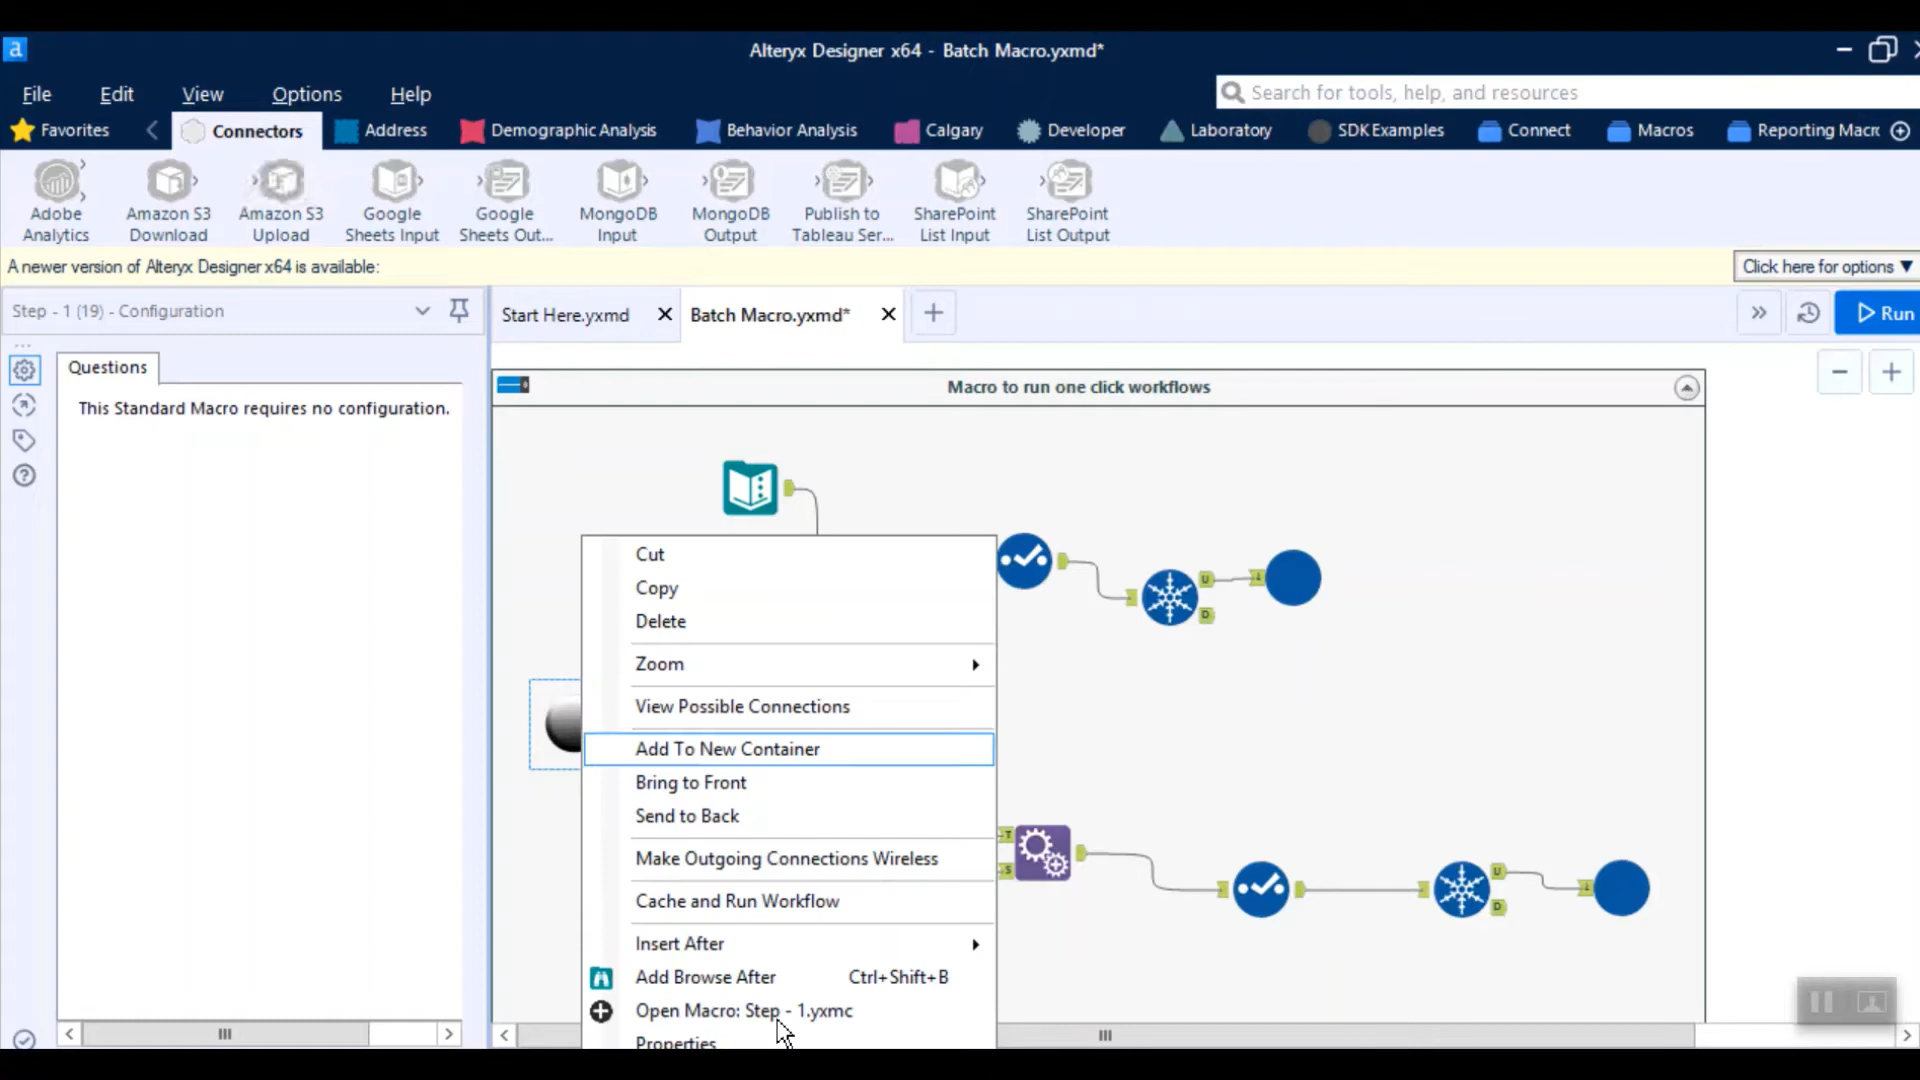 a
Alteryx Designer x64 - Batch Macro.yxmd*
File Edit View Options Help
Search for tools, help, and resources
Favorites Connectors Address Demographic Analysis Behavior Analysis Calgary Developer Laboratory SDK Examples Connect Macros Reporting Macr
Adobe Analytics
Amazon S3 Download
Amazon S3 Upload
Google Sheets Input
Google Sheets Out...
MongoDB Input
MongoDB Output
Publish to Tableau Ser...
SharePoint List Input
SharePoint List Output
A newer version of Alteryx Designer x64 is available:
Click here for options ▼
Step - 1 (19) - Configuration
Start Here.yxmd
Batch Macro.yxmd*
Run
Questions
This Standard Macro requires no configuration.
Macro to run one click workflows
Cut
Copy
Delete
Zoom
View Possible Connections
Add To New Container
Bring to Front
Send to Back
Make Outgoing Connections Wireless
Cache and Run Workflow
Insert After
Add Browse After Ctrl+Shift+B
Open Macro: Step - 1.yxmc
Properties
U
D
T
S
U
D